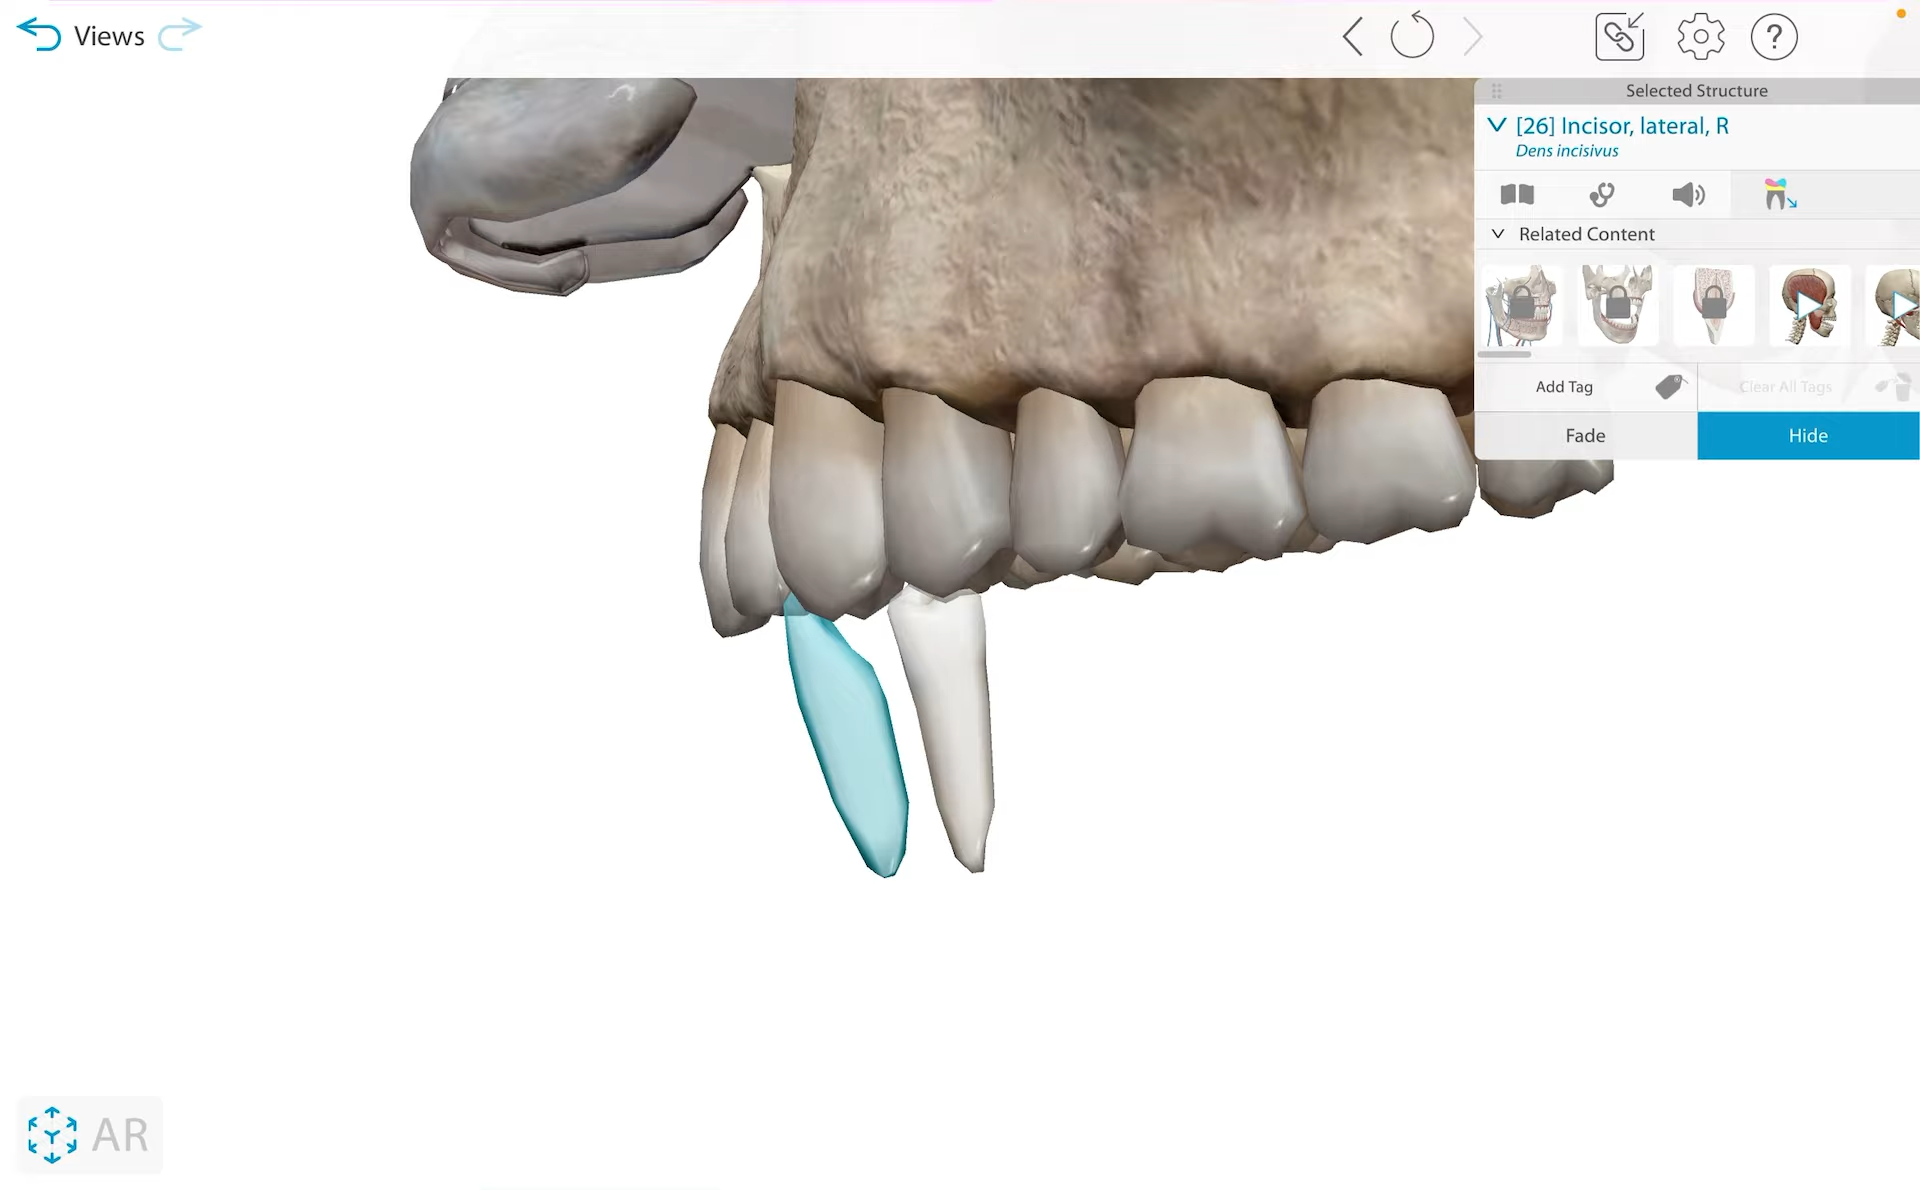 Views
?
Selected Structure
[26] Incisor, lateral, R
Dens incisivus
Related Content
Add Tag
Clear All Tags
Fade
Hide
AR